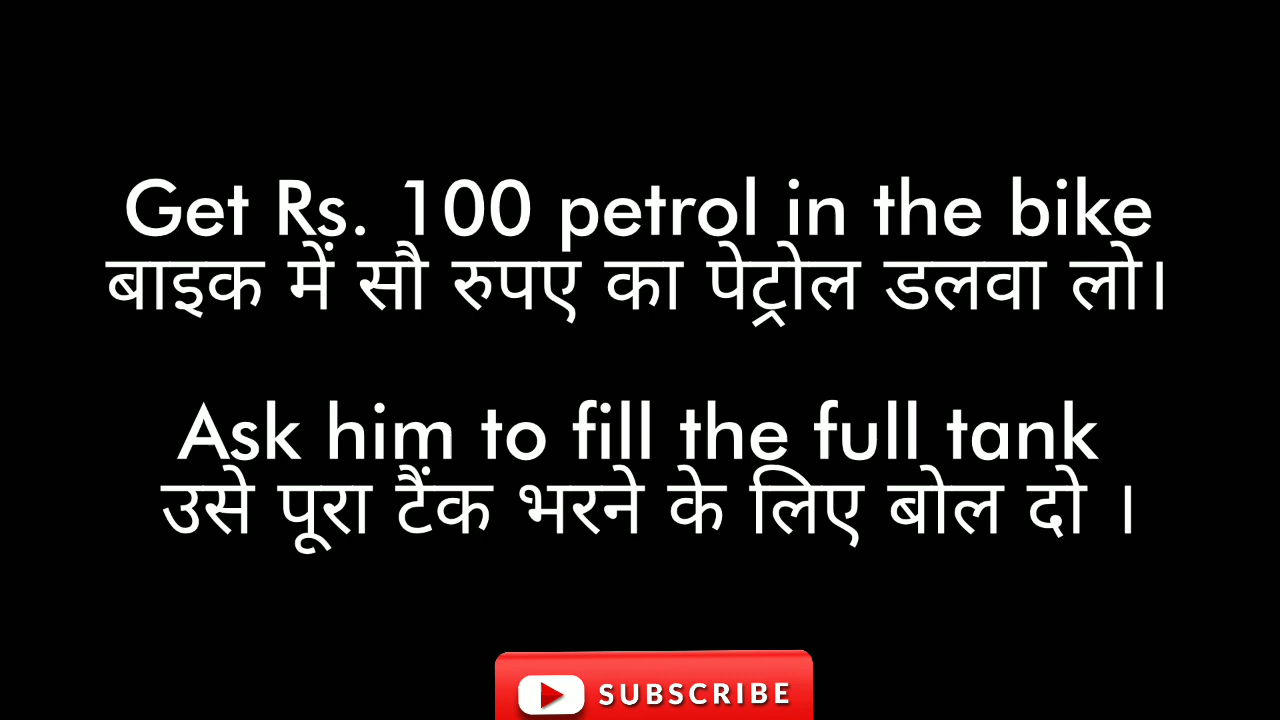 Get Rs. 100 petrol in the bike
बाइक में सौ रुपए का पेट्रोल डलवा लो।
Ask him to fill the full tank
उसे पूरा टैंक भरने के लिए बोल दो ।
SUBSCRIBE